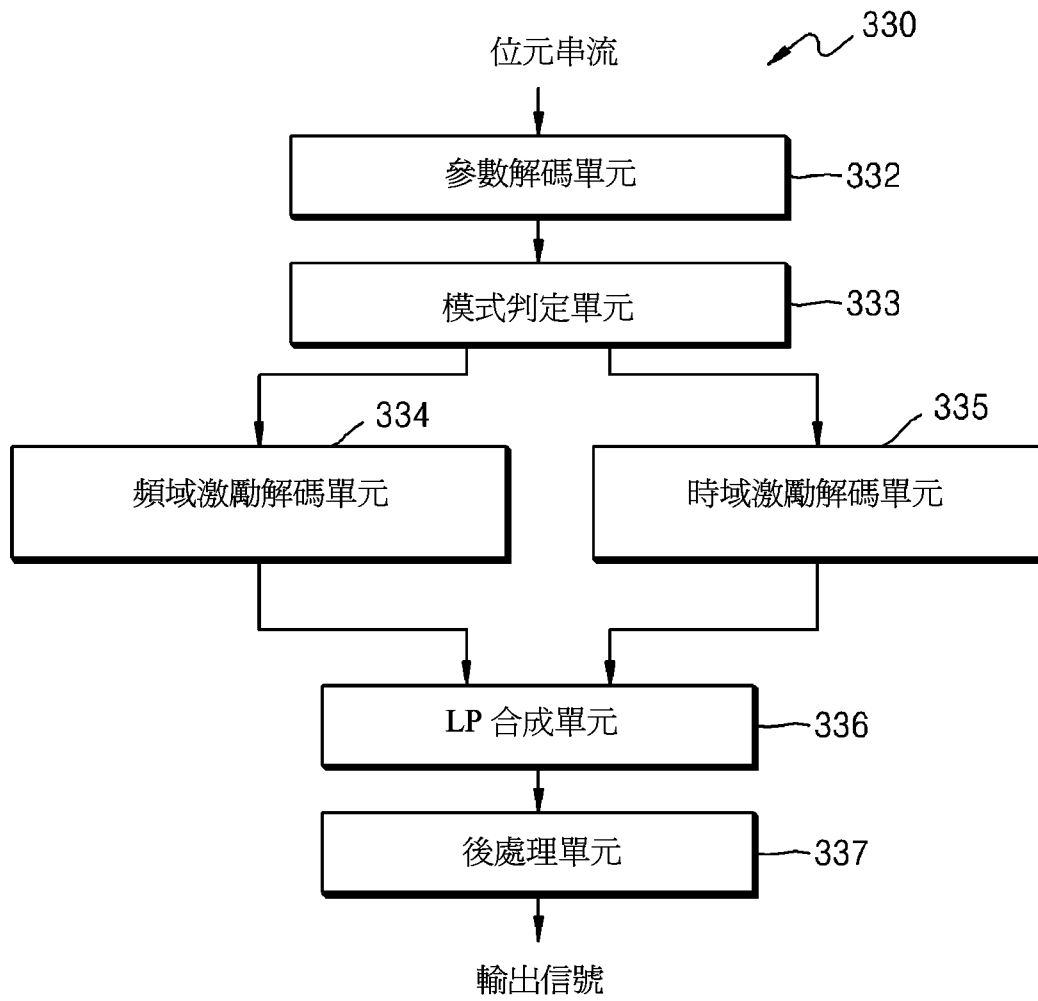 330
位元串流
參數解碼單元
332
模式判定單元
333
334
335
頻域激勵解碼單元
時域激勵解碼單元
LP 合成單元
336
後處理單元
337
輸出信號